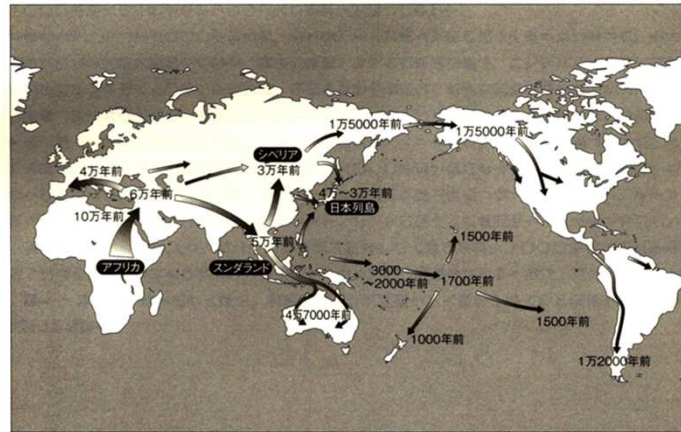 1万5000年前
1万5000年前
シベリア
4万年前
3万年前
6万年前
4万〜3万年前
日本列島
10万年前
5万年前
1500年前
アフリカ
スンダランド
3000
〜2000年前
1700年前
4万7000年前
1500年前
1000年前
1万2000年前